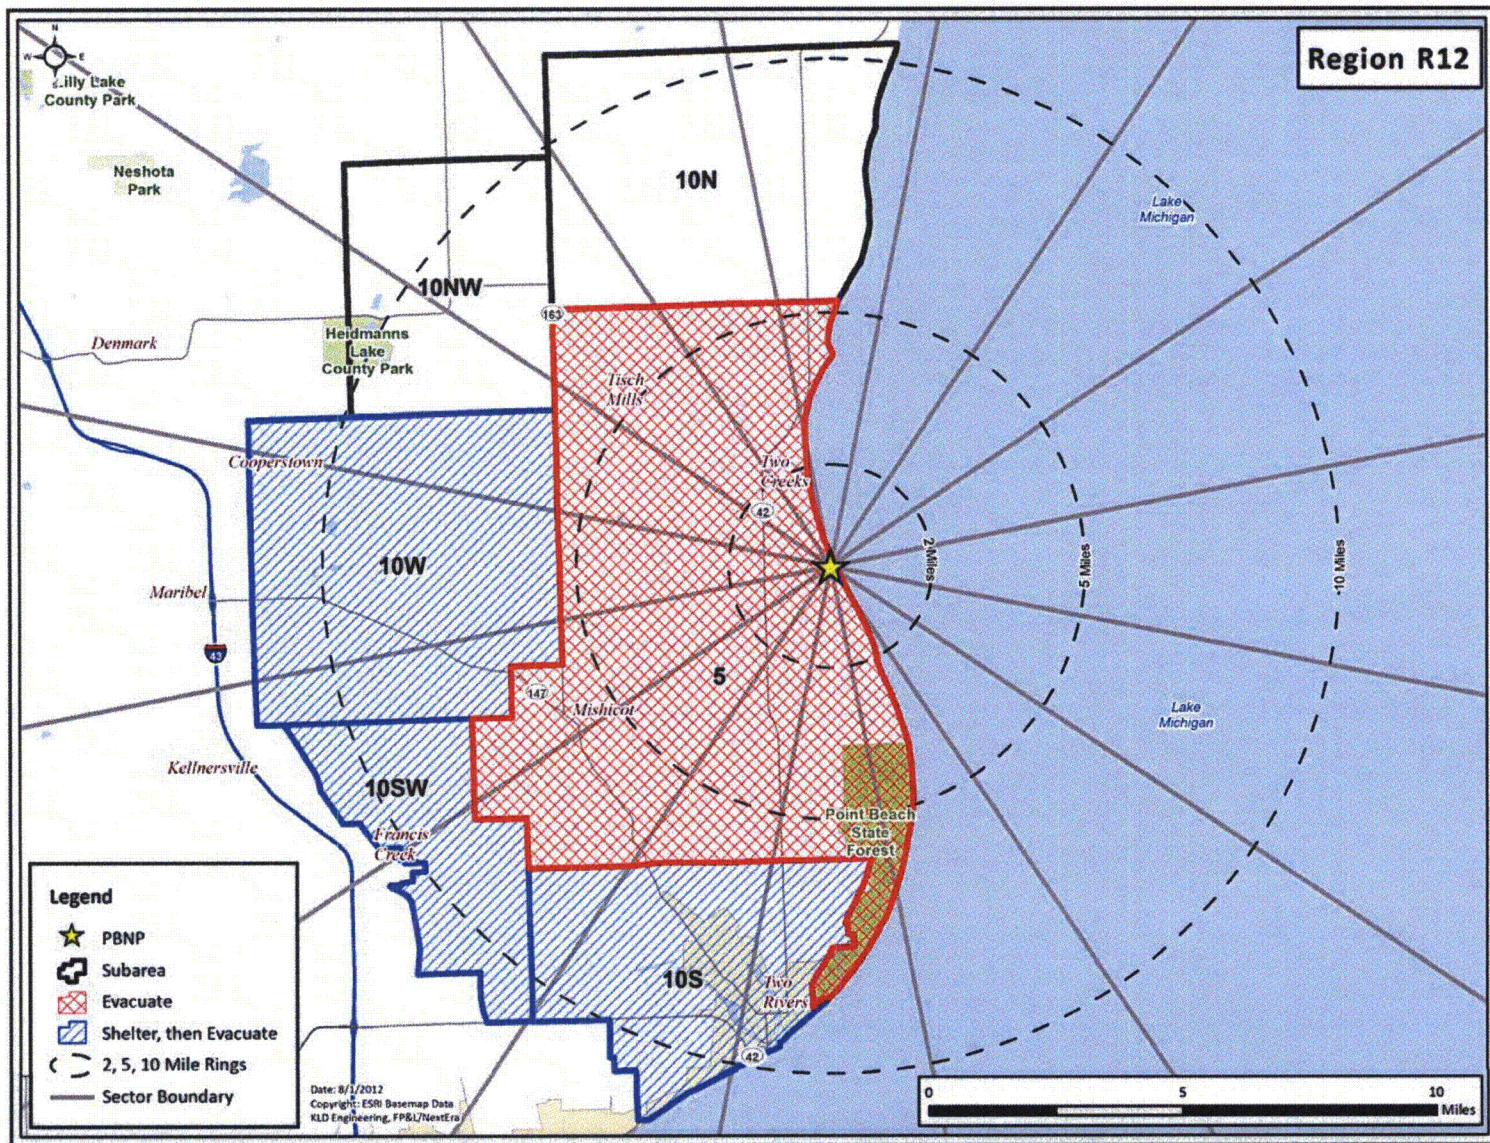 Region R12
N
W
E
Lilly Lake
County Park
Neshota
Park
10N
Lake
Michigan
10NW
163
Denmark
Heidmanns
Lake
County Park
Tisch
Mills
Cooperstown
Two
Creeks
42
10W
2 Miles
5 Miles
10 Miles
Maribel
43
5
147
Mishicot
Lake
Michigan
Kellnersville
10SW
Point Beach
State
Forest
Francis
Creek
10S
Two
Rivers
42
Legend
PBNP
Subarea
Evacuate
Shelter, then Evacuate
2, 5, 10 Mile Rings
Sector Boundary
Date: 8/1/2012
Copyright: ESRI Basemap Data
KLD Engineering, FP&L/NextEra
0
5
10
Miles